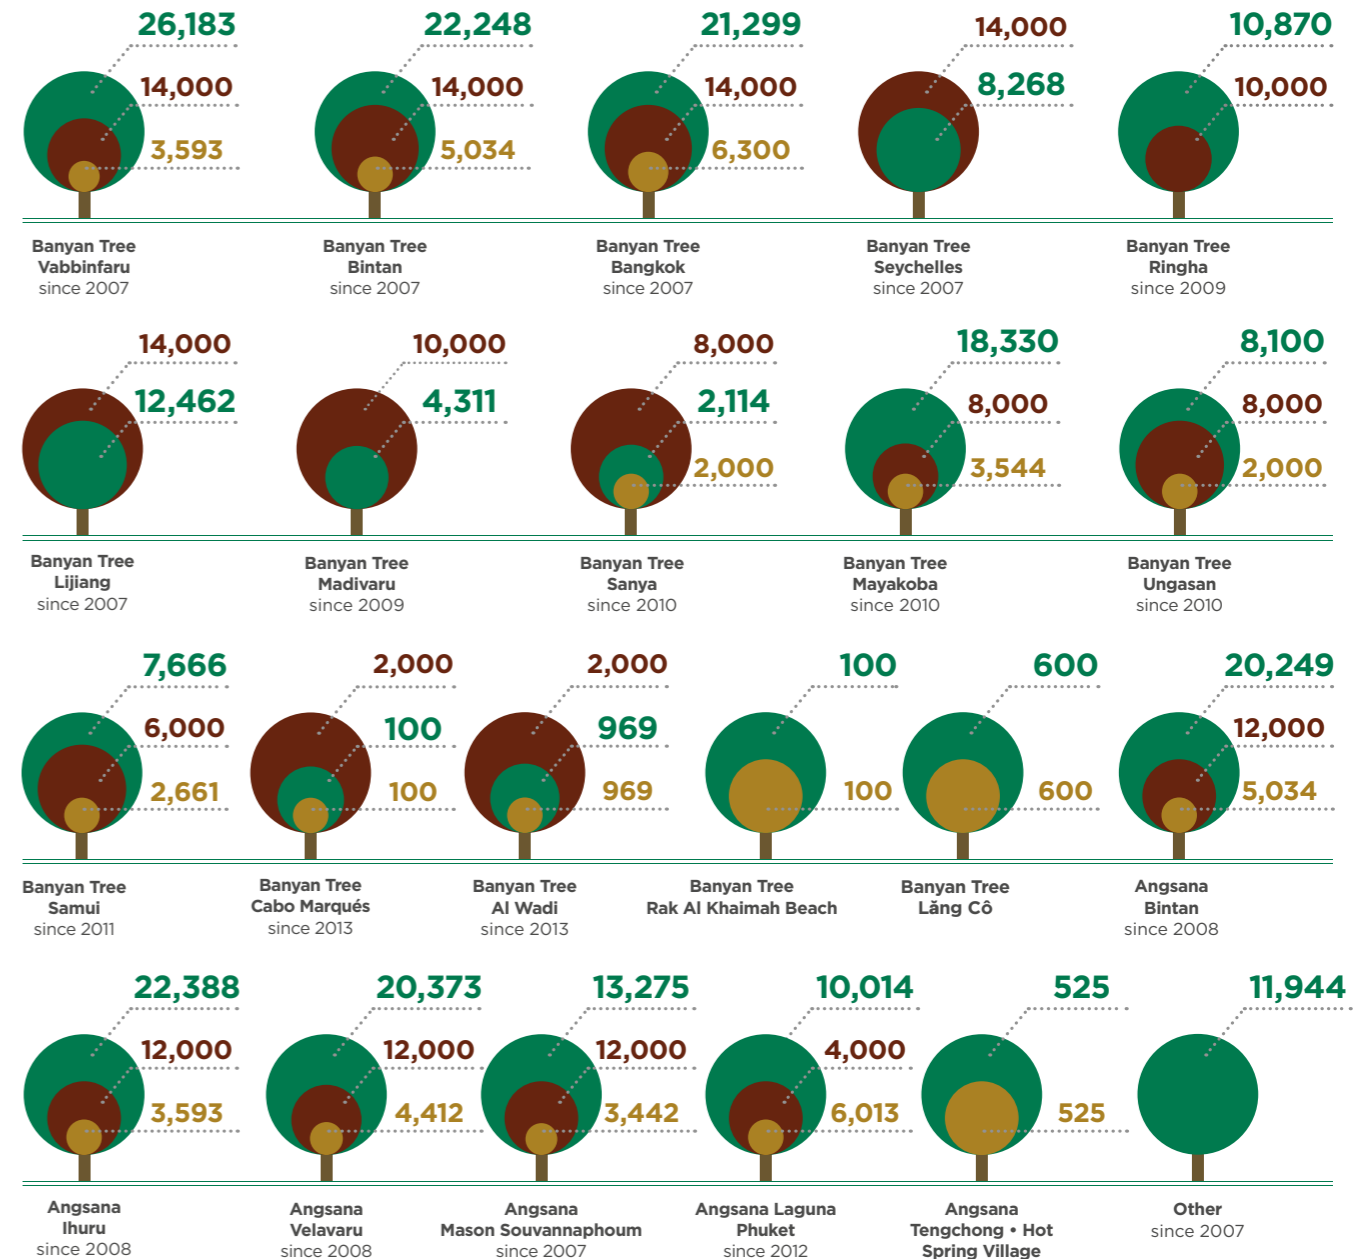 26,183
14,000
3,593
Banyan Tree
Vabbinfaru
since 2007
22,248
14,000
5,034
Banyan Tree
Bintan
since 2007
21,299
14,000
6,300
Banyan Tree
Bangkok
since 2007
14,000
8,268
Banyan Tree
Seychelles
since 2007
10,870
10,000
Banyan Tree
Ringha
since 2009
14,000
12,462
Banyan Tree
Lijiang
since 2007
10,000
4,311
Banyan Tree
Madivaru
since 2009
8,000
2,114
2,000
Banyan Tree
Sanya
since 2010
18,330
8,000
3,544
Banyan Tree
Mayakoba
since 2010
8,100
8,000
2,000
Banyan Tree
Ungasan
since 2010
7,666
6,000
2,661
Banyan Tree
Samui
since 2011
2,000
100
100
Banyan Tree
Cabo Marqués
since 2013
2,000
969
969
Banyan Tree
Al Wadi
since 2013
100
100
Banyan Tree
Rak Al Khaimah Beach
600
600
Banyan Tree
Lăng Cô
20,249
12,000
5,034
Angsana
Bintan
since 2008
22,388
12,000
3,593
Angsana
Ihuru
since 2008
20,373
12,000
4,412
Angsana
Velavaru
since 2008
13,275
12,000
3,442
Angsana
Mason Souvannaphoum
since 2007
10,014
4,000
6,013
Angsana Laguna
Phuket
since 2012
525
525
Angsana
Tengchong • Hot
Spring Village
11,944
Other
since 2007